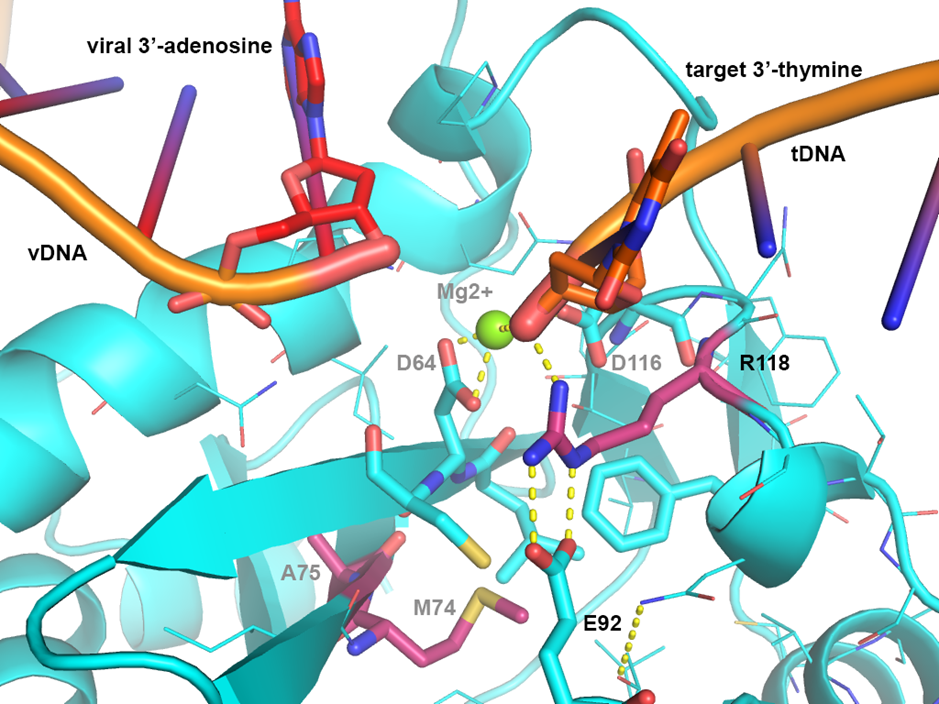 viral 3’-adenosine
target 3’-thymine
tDNA
vDNA
Mg2+
D64
D116
R118
A75
M74
E92